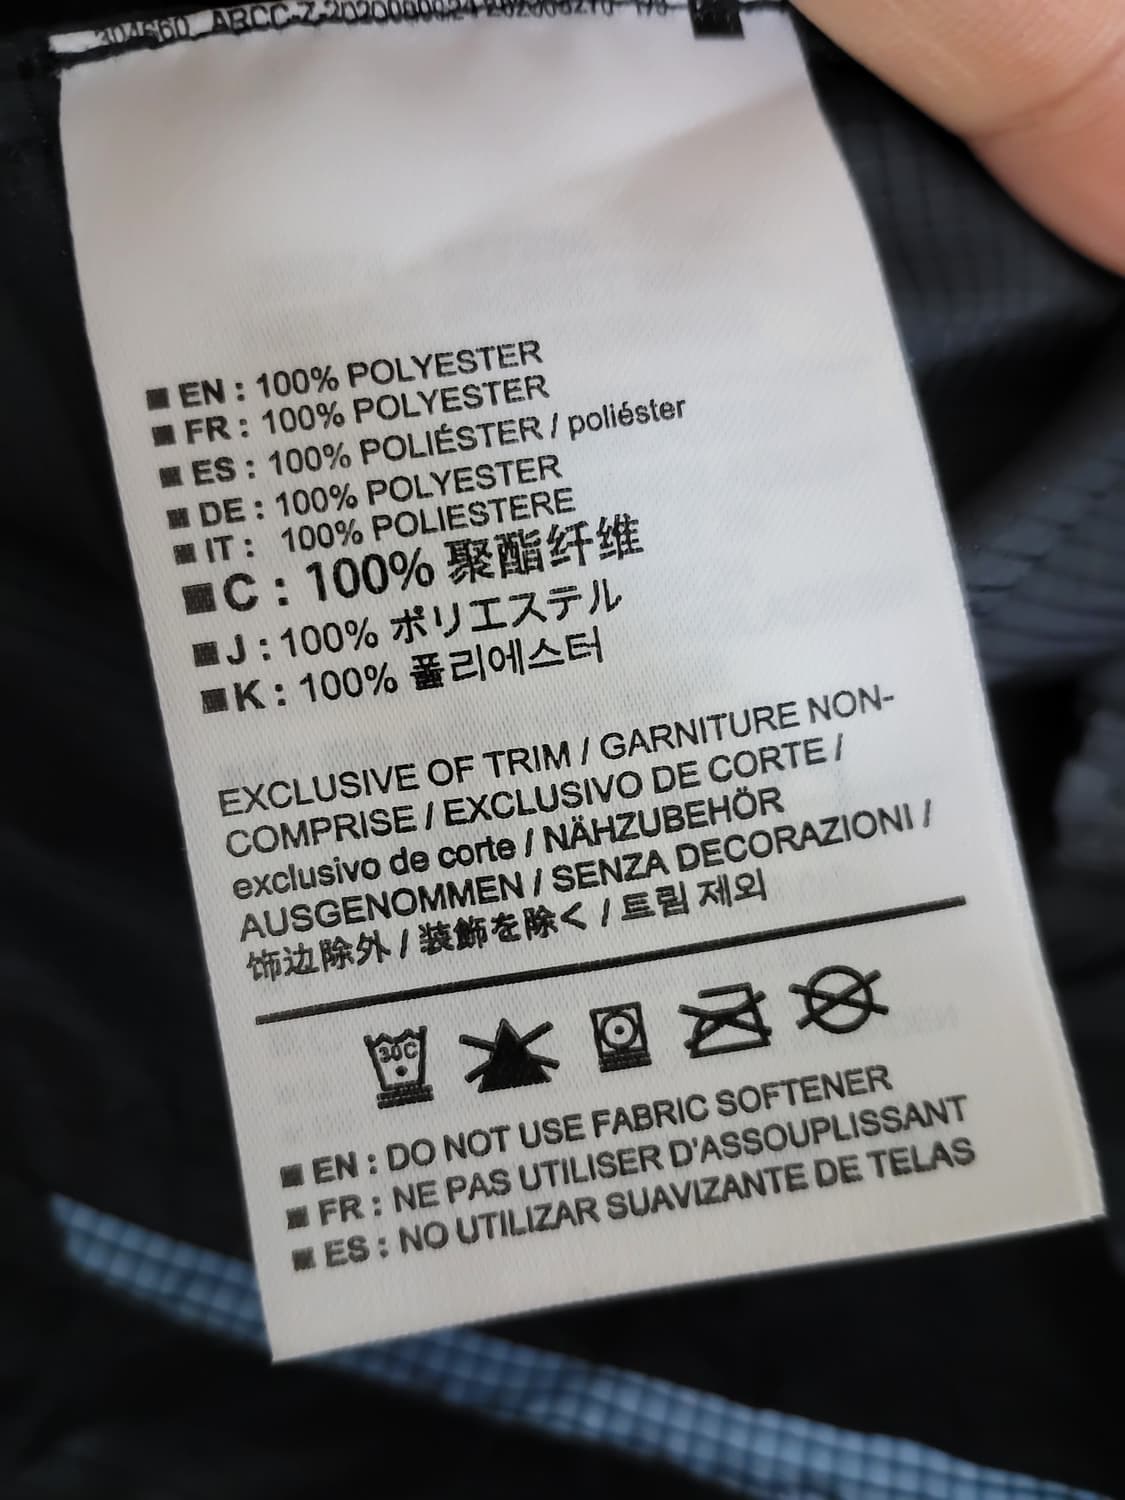 304660 ABCC-Z-2020000024
■ EN : 100% POLYESTER
■ FR : 100% POLYESTER
■ ES : 100% POLIÉSTER / poliéster
■ DE : 100% POLYESTER
■ IT : 100% POLIESTERE
■ C : 100% 聚酯纤维
■ J : 100% ポリエステル
■ K : 100% 폴리에스터
EXCLUSIVE OF TRIM / GARNITURE NON-
COMPRISE / EXCLUSIVO DE CORTE /
exclusivo de corte / NÄHZUBEHÖR
AUSGENOMMEN / SENZA DECORAZIONI /
饰边除外 / 装飾を除く / 트림 제외
30C
■ EN : DO NOT USE FABRIC SOFTENER
■ FR : NE PAS UTILISER D'ASSOUPLISSANT
■ ES : NO UTILIZAR SUAVIZANTE DE TELAS